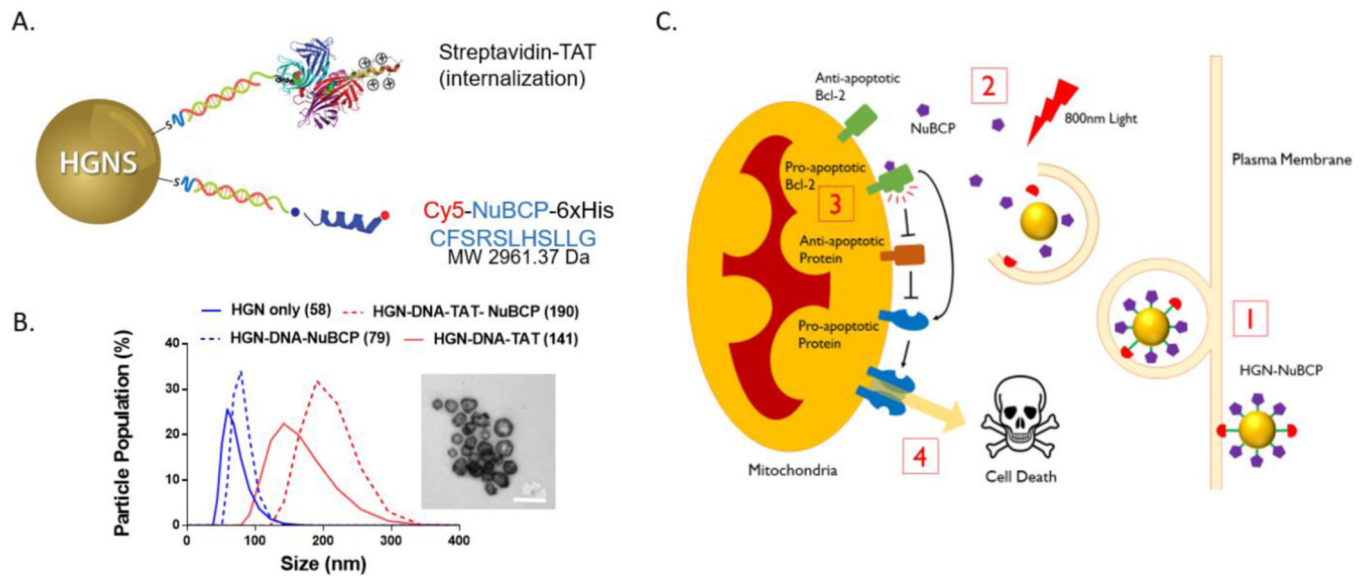 A.
HGNS
S
S
Streptavidin-TAT
(internalization)
Cy5-NuBCP-6xHis
CFSRSLHSLLG
MW 2961.37 Da
B.
HGN only (58)
HGN-DNA-TAT- NuBCP (190)
HGN-DNA-NuBCP (79)
HGN-DNA-TAT (141)
Particle Population (%)
40
30
20
10
0
0
100
200
300
400
Size (nm)
C.
Anti-apoptotic
Bcl-2
NuBCP
2
800nm Light
Plasma Membrane
Pro-apoptotic
Bcl-2
3
Anti-apoptotic
Protein
Pro-apoptotic
Protein
1
HGN-NuBCP
4
Mitochondria
Cell Death